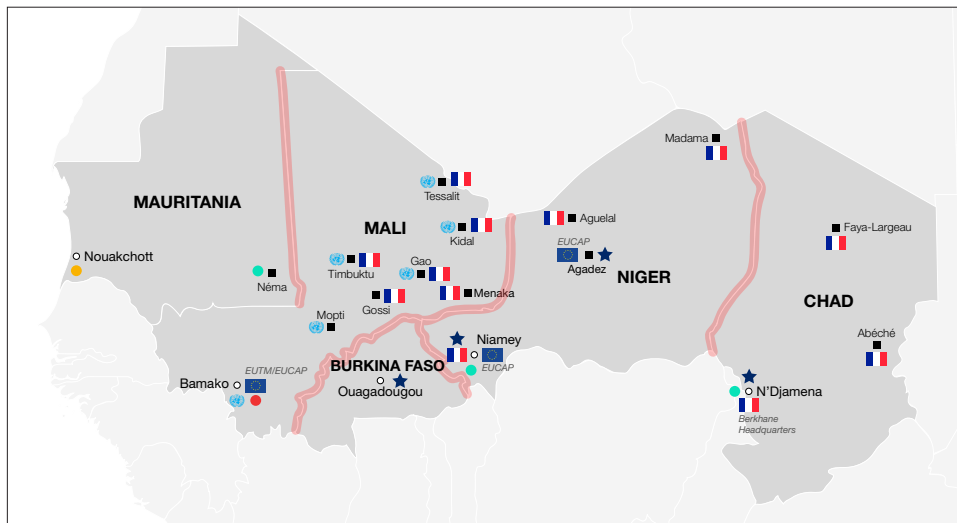 Madama
Tessalit
MAURITANIA
Aguelal
MALI
Faya-Largeau
Kidal
EUCAP
Nouakchott
Gao
Agadez
NIGER
Timbuktu
Néma
Menaka
CHAD
Gossi
Mopti
Abéché
Niamey
BURKINA FASO
EUTM/EUCAP
EUCAP
Bamako
Ouagadougou
N'Djamena
Berkhane
Headquarters